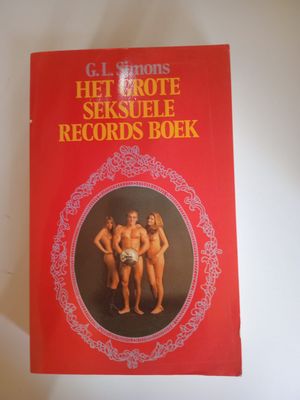 G.L. Simons
HET GROTE
SEKSUELE
RECORDS BOEK